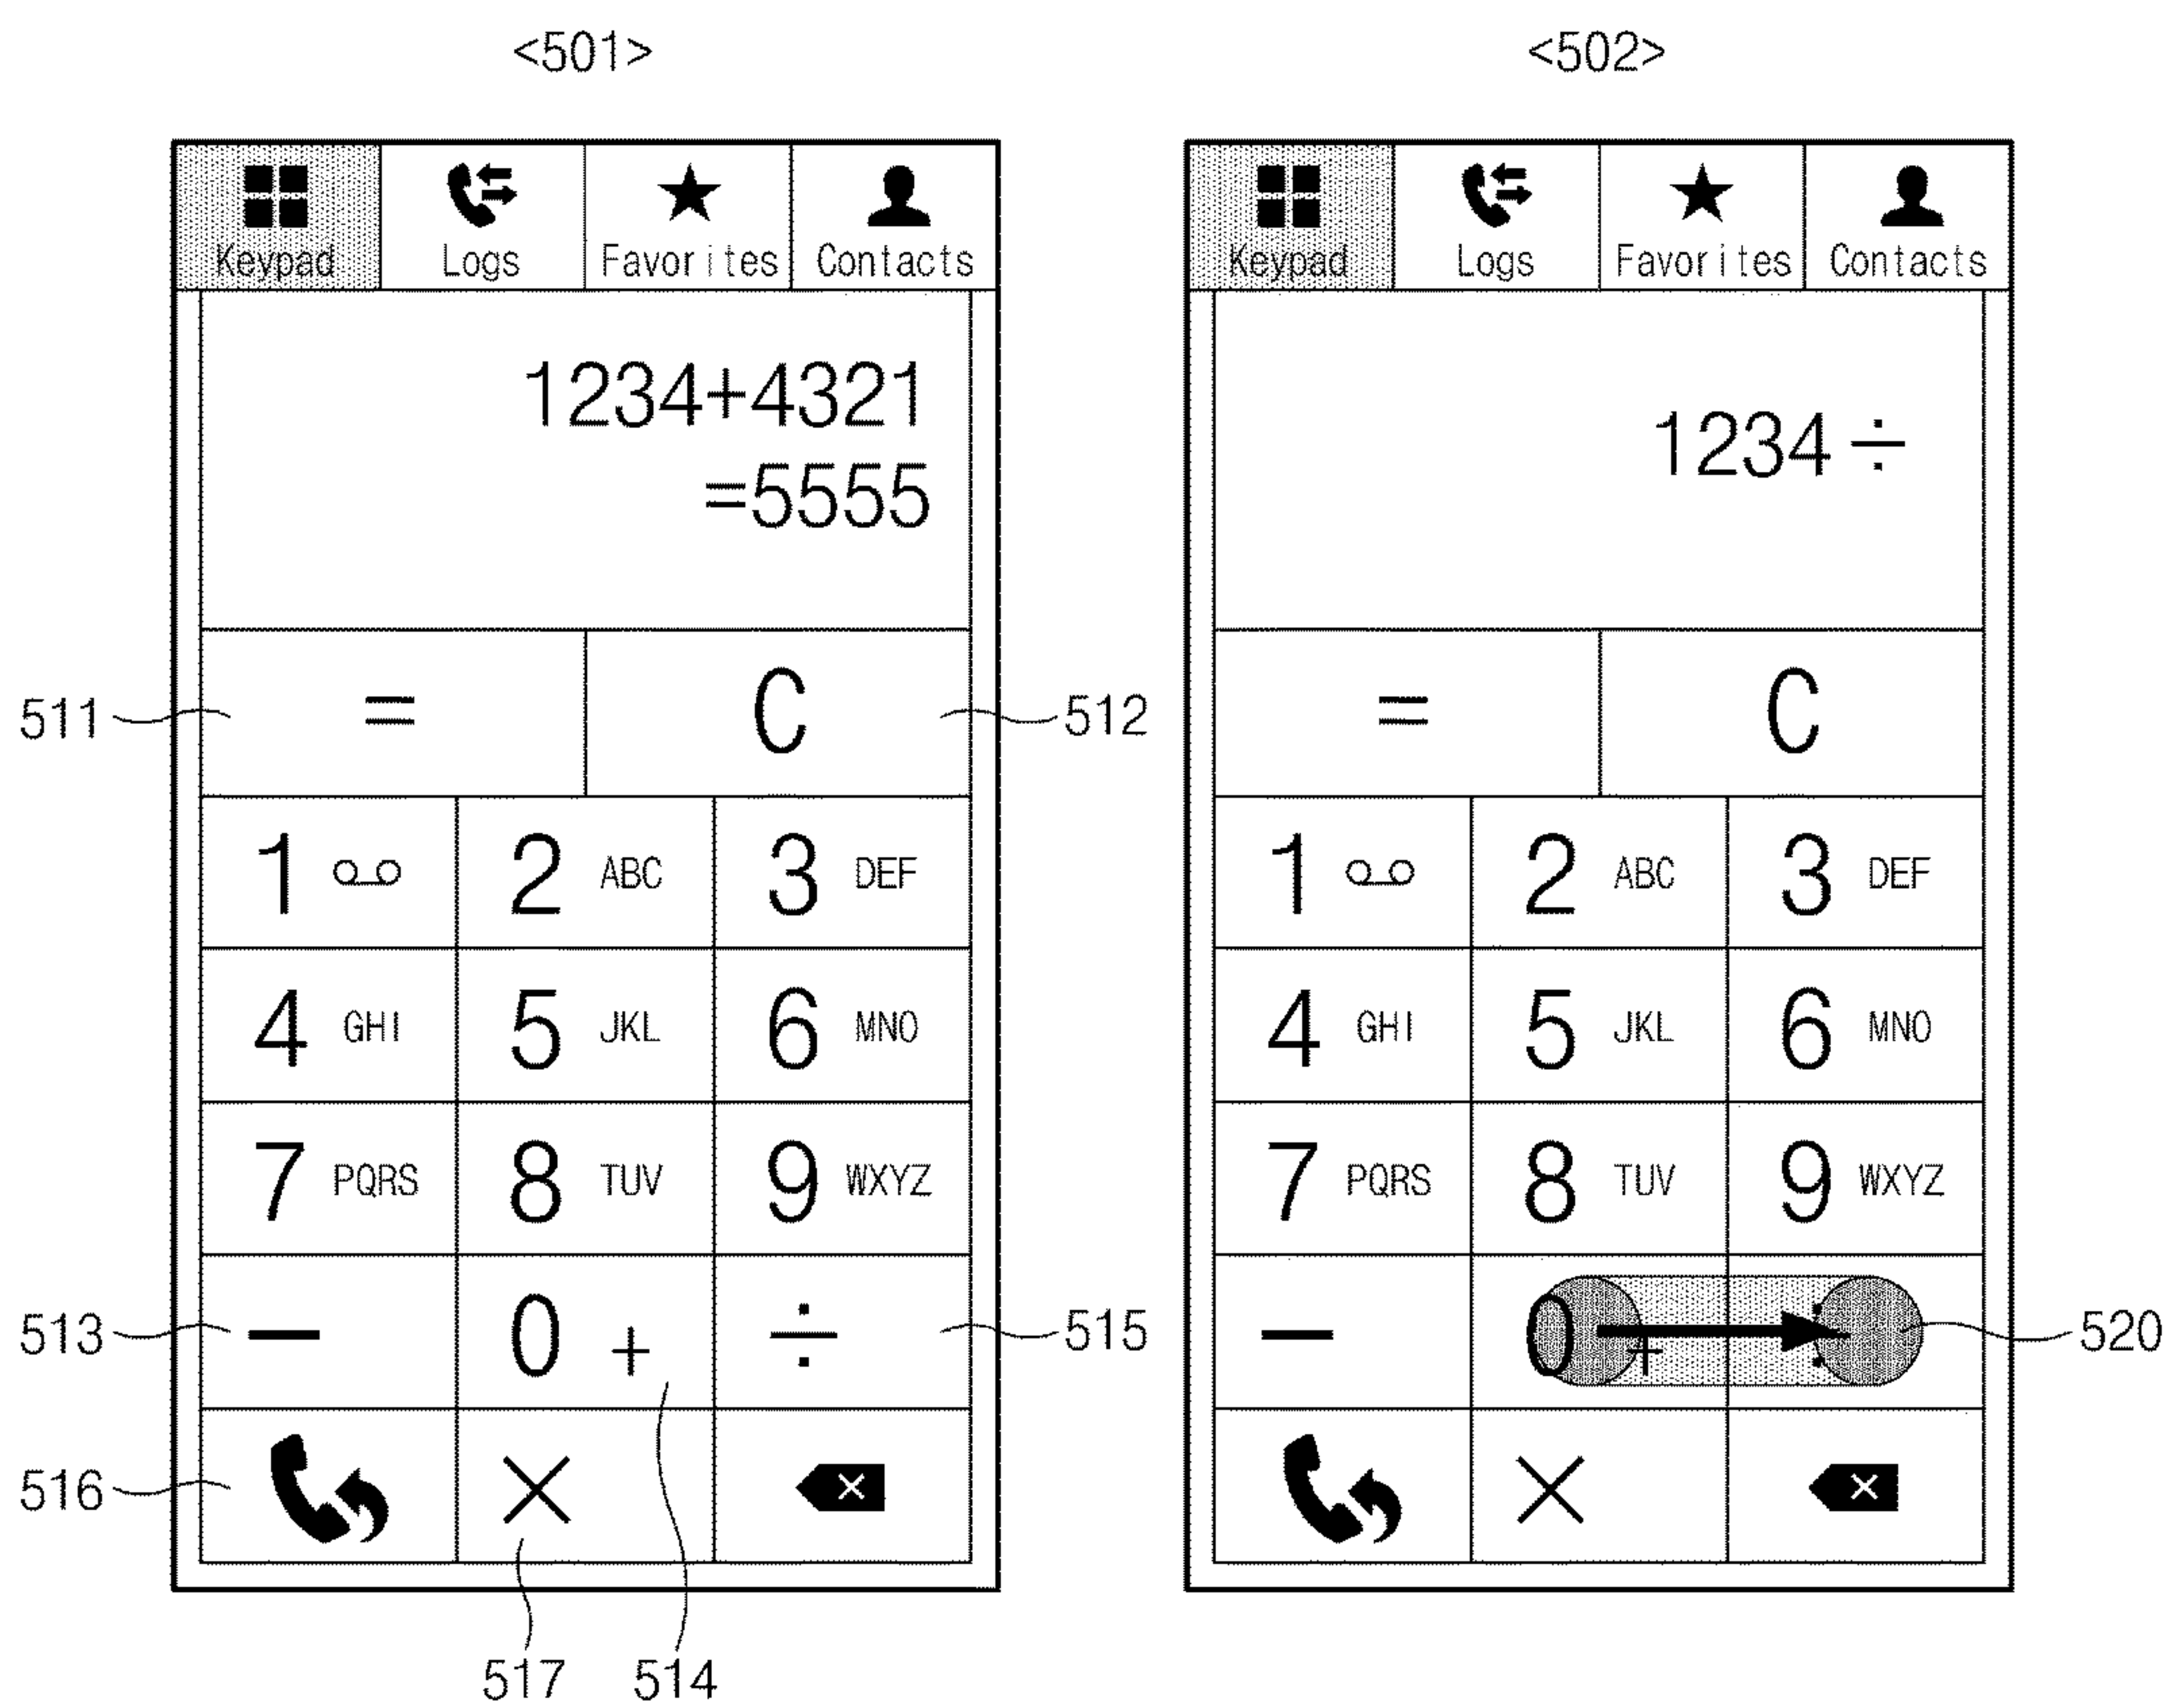 <501>
Keypad Logs Favorites Contacts
1234+4321
=5555
511 = C 512
1 2 ABC 3 DEF
4 GHI 5 JKL 6 MNO
7 PQRS 8 TUV 9 WXYZ
513 − 0 + ÷ 515
516 ×
517 514
<502>
Keypad Logs Favorites Contacts
1234÷
= C
1 2 ABC 3 DEF
4 GHI 5 JKL 6 MNO
7 PQRS 8 TUV 9 WXYZ
− 0 + ÷ 520
×